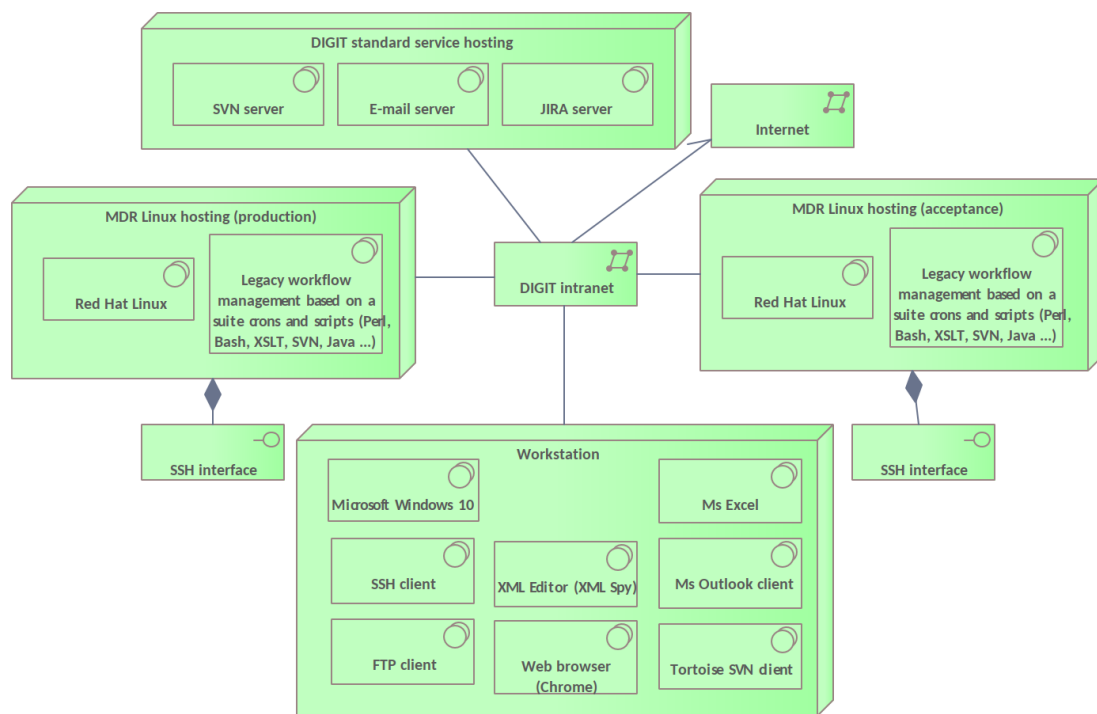 DIGIT standard service hosting
SVN server
E-mail server
JIRA server
Internet
MDR Linux hosting (production)
Red Hat Linux
Legacy workflow
management based on a
suite crons and scripts (Perl,
Bash, XSLT, SVN, Java ...)
DIGIT intranet
MDR Linux hosting (acceptance)
Red Hat Linux
Legacy workflow
management based on a
suite crons and scripts (Perl,
Bash, XSLT, SVN, Java ...)
SSH interface
SSH interface
Workstation
Microsoft Windows 10
Ms Excel
SSH client
XML Editor (XML Spy)
Ms Outlook client
FTP client
Web browser
(Chrome)
Tortoise SVN client